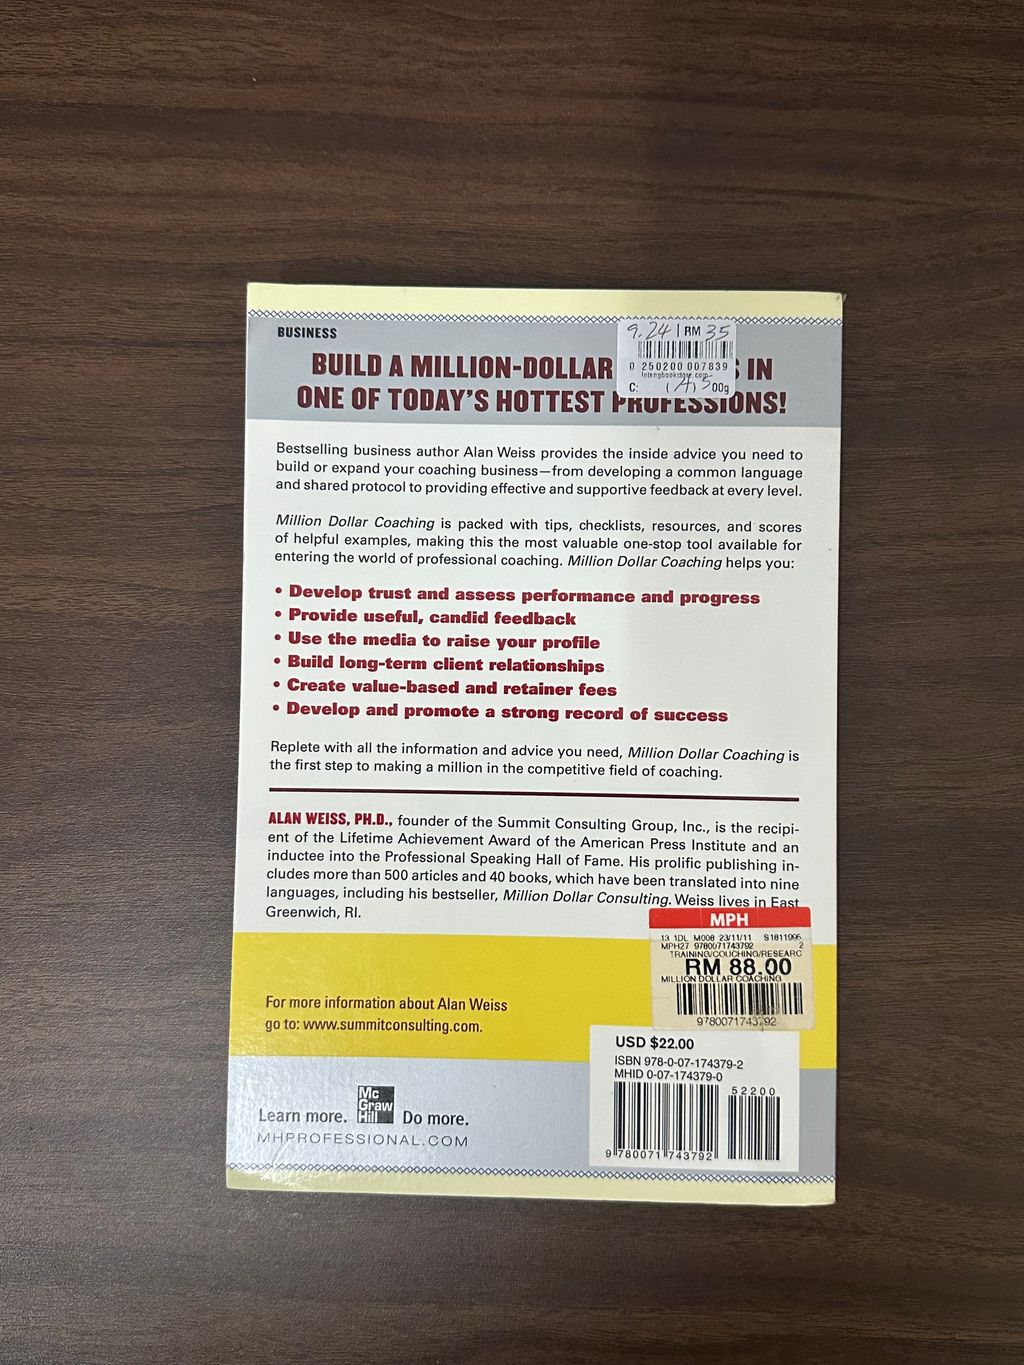 BUSINESS
9.24 | RM 35
0 250200 007839
C: 00g
BUILD A MILLION-DOLLAR IN
ONE OF TODAY'S HOTTEST PROFESSIONS!
Bestselling business author Alan Weiss provides the inside advice you need to
build or expand your coaching business—from developing a common language
and shared protocol to providing effective and supportive feedback at every level.
Million Dollar Coaching is packed with tips, checklists, resources, and scores
of helpful examples, making this the most valuable one-stop tool available for
entering the world of professional coaching. Million Dollar Coaching helps you:
• Develop trust and assess performance and progress
• Provide useful, candid feedback
• Use the media to raise your profile
• Build long-term client relationships
• Create value-based and retainer fees
• Develop and promote a strong record of success
Replete with all the information and advice you need, Million Dollar Coaching is
the first step to making a million in the competitive field of coaching.
ALAN WEISS, PH.D., founder of the Summit Consulting Group, Inc., is the recipi-
ent of the Lifetime Achievement Award of the American Press Institute and an
inductee into the Professional Speaking Hall of Fame. His prolific publishing in-
cludes more than 500 articles and 40 books, which have been translated into nine
languages, including his bestseller, Million Dollar Consulting. Weiss lives in East
Greenwich, RI.
MPH
13 1DL M008 23/11/11 S1811995
MPH27 9780071743792 2
TRAINING/COUCHING/RESEARC
RM 88.00
MILLION DOLLAR COACHING
9780071743792
For more information about Alan Weiss
go to: www.summitconsulting.com.
USD $22.00
ISBN 978-0-07-174379-2
MHID 0-07-174379-0
52200
9 780071 743792
Learn more. Mc Graw Hill Do more.
MHPROFESSIONAL.COM